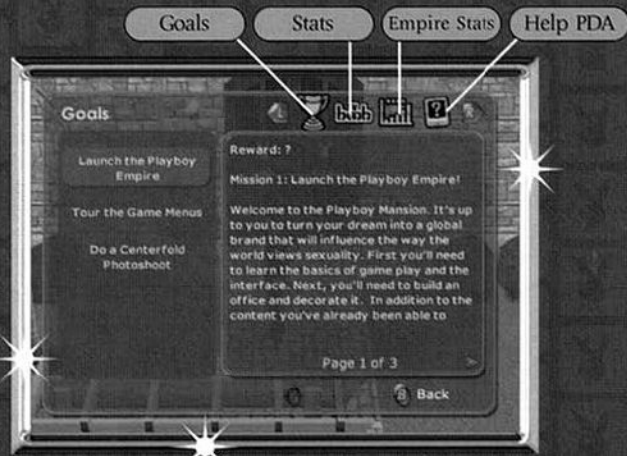 Goals
Stats
Empire Stats
Help PDA
Goals
L
?
R
Launch the Playboy
Empire
Tour the Game Menus
Do a Centerfold
Photoshoot
Reward: ?
Mission 1: Launch the Playboy Empire!
Welcome to the Playboy Mansion. It's up
to you to turn your dream into a global
brand that will influence the way the
world views sexuality. First you'll need
to learn the basics of game play and the
interface. Next, you'll need to build an
office and decorate it. In addition to the
content you've already been able to
Page 1 of 3
B Back